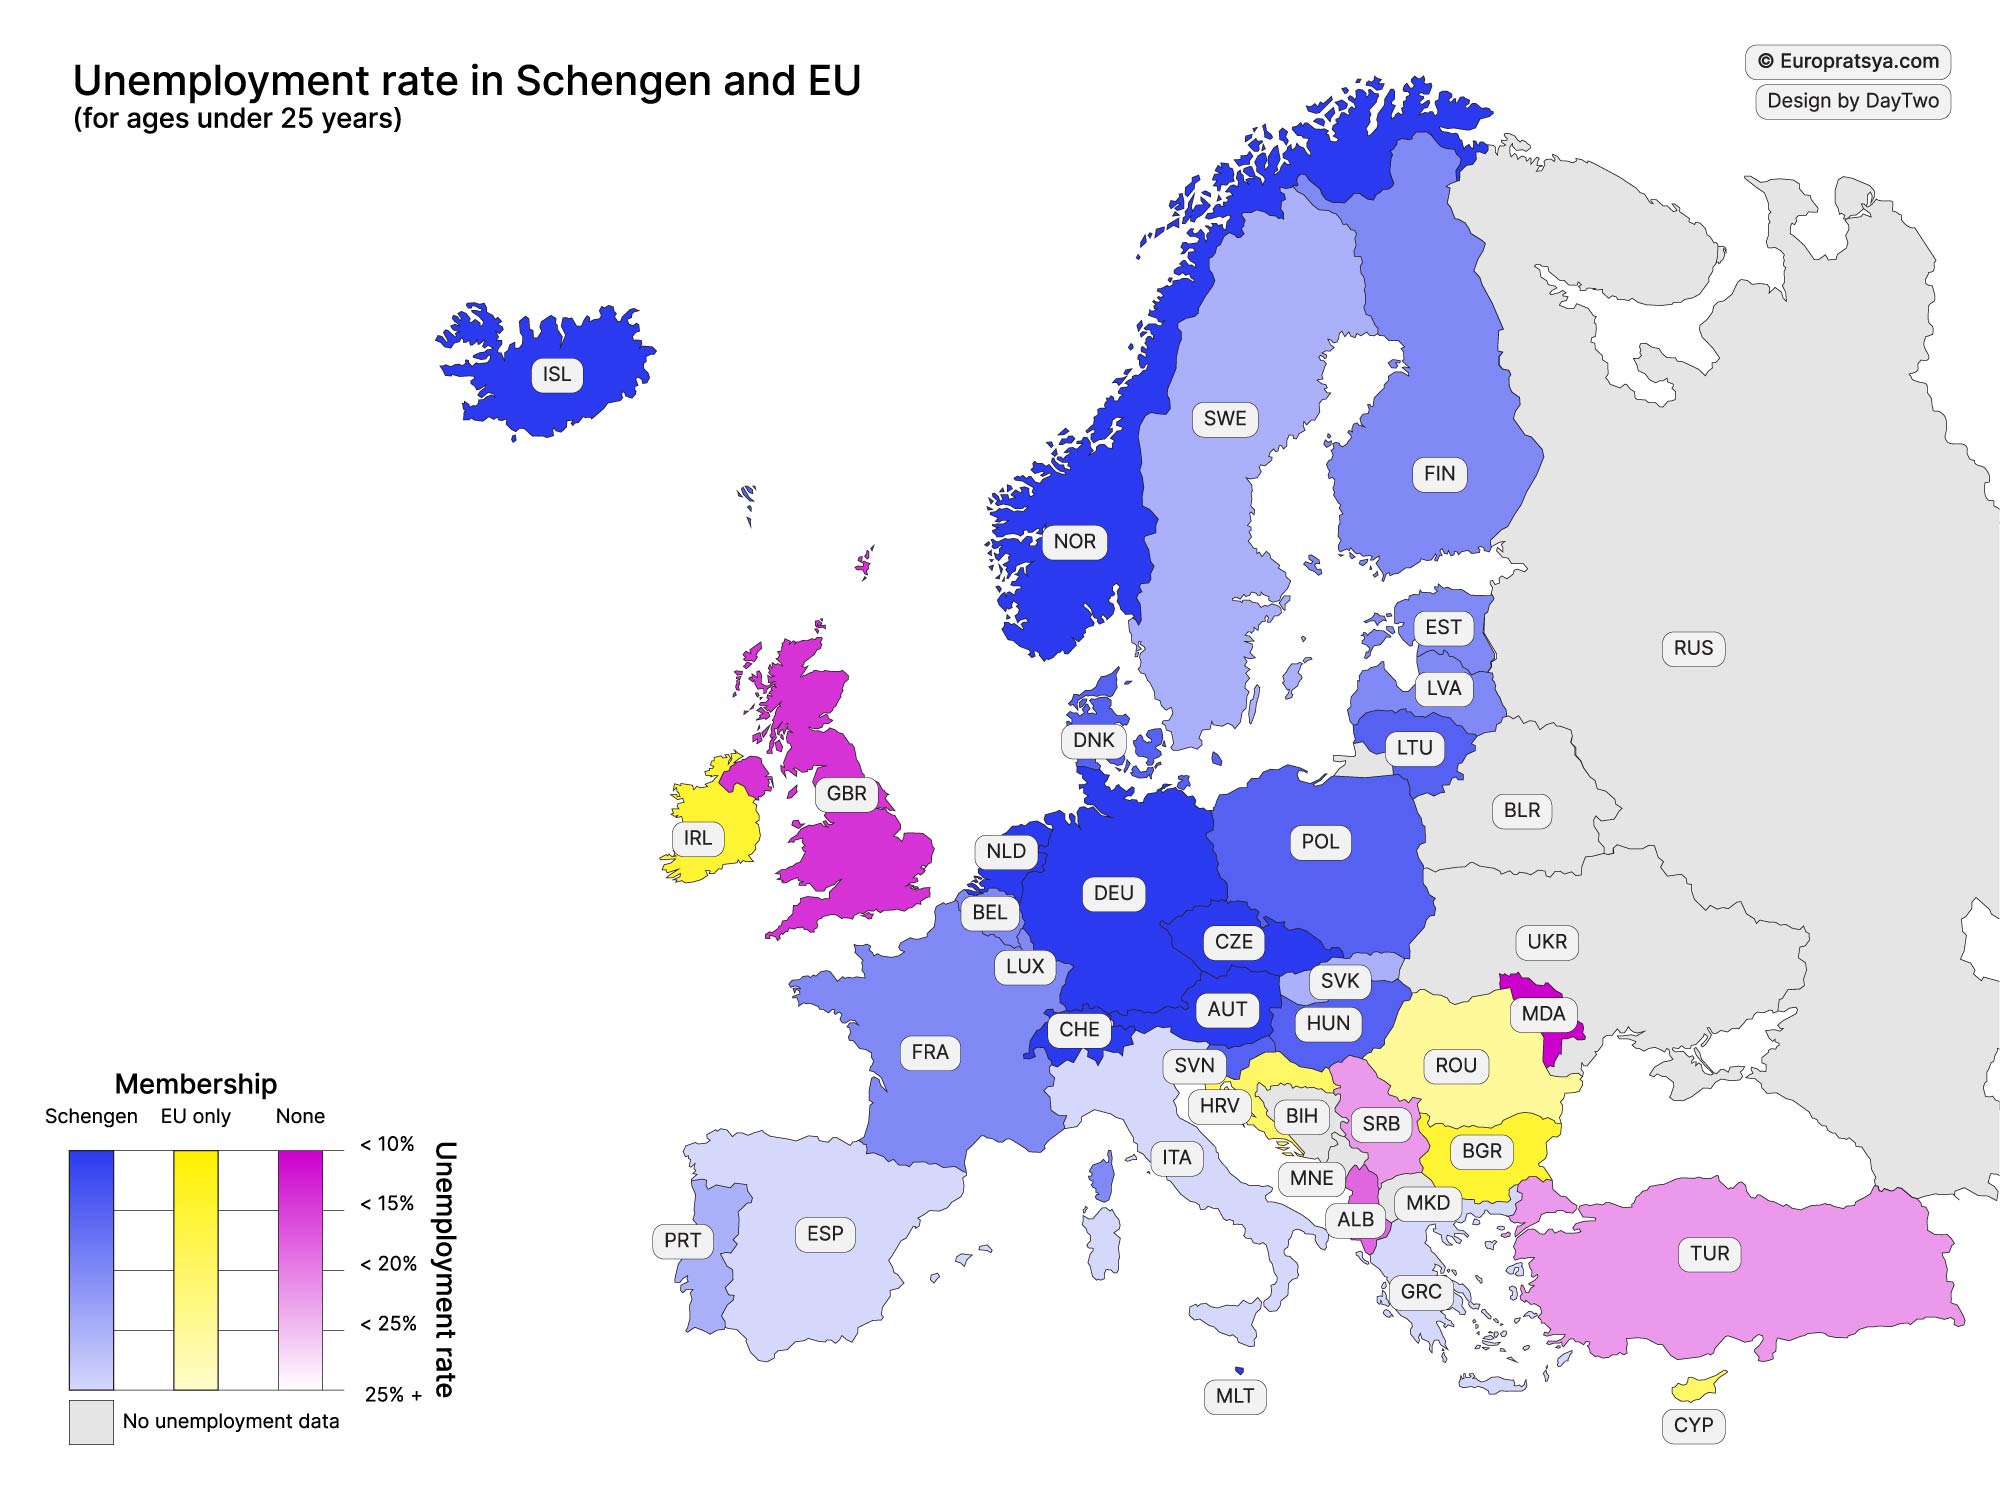 Unemployment rate in Schengen and EU
(for ages under 25 years)
© Europratsya.com
Design by DayTwo
ISL
SWE
FIN
NOR
EST
RUS
LVA
DNK
LTU
GBR
BLR
IRL
POL
NLD
DEU
BEL
CZE
UKR
LUX
SVK
AUT
MDA
HUN
CHE
FRA
SVN
ROU
HRV
BIH
SRB
BGR
ITA
MNE
MKD
ALB
ESP
PRT
TUR
GRC
MLT
CYP
Membership
Schengen EU only None
< 10%
< 15%
< 20%
< 25%
25% +
Unemployment rate
No unemployment data